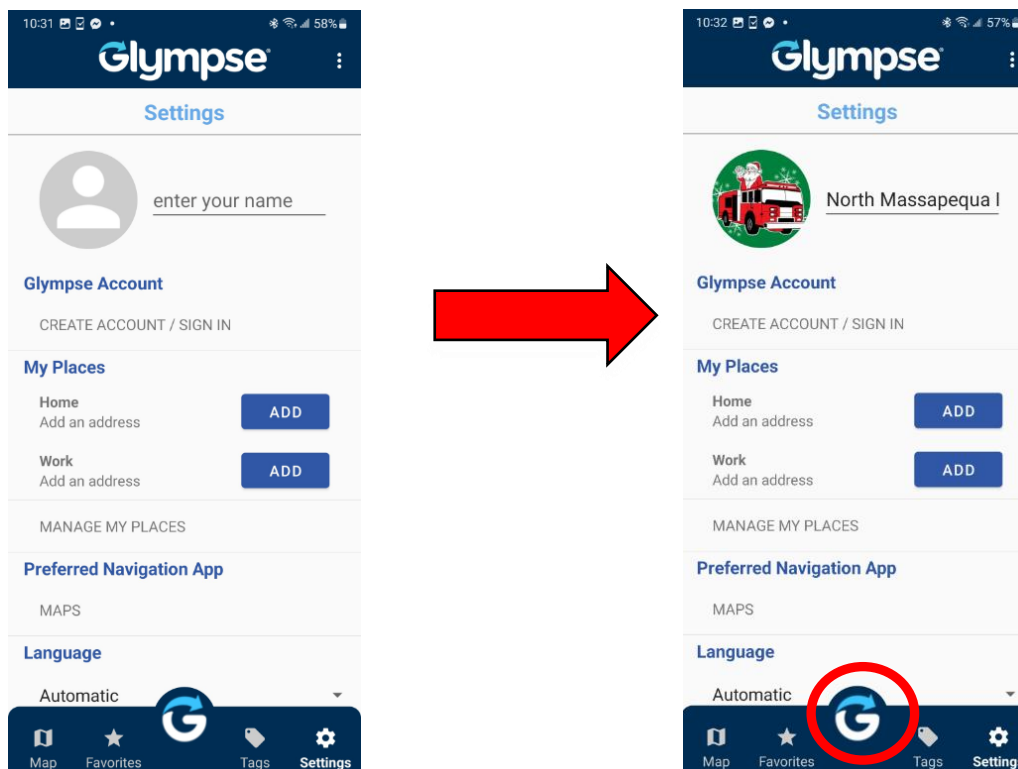 10:31 58%
Glympse
Settings
enter your name
Glympse Account
CREATE ACCOUNT / SIGN IN
My Places
Home
Add an address
ADD
Work
Add an address
ADD
MANAGE MY PLACES
Preferred Navigation App
MAPS
Language
Automatic
G
Map Favorites Tags Settings
10:32 57%
Glympse
Settings
North Massapequa
Glympse Account
CREATE ACCOUNT / SIGN IN
My Places
Home
Add an address
ADD
Work
Add an address
ADD
MANAGE MY PLACES
Preferred Navigation App
MAPS
Language
Automatic
G
Map Favorites Tags Setting